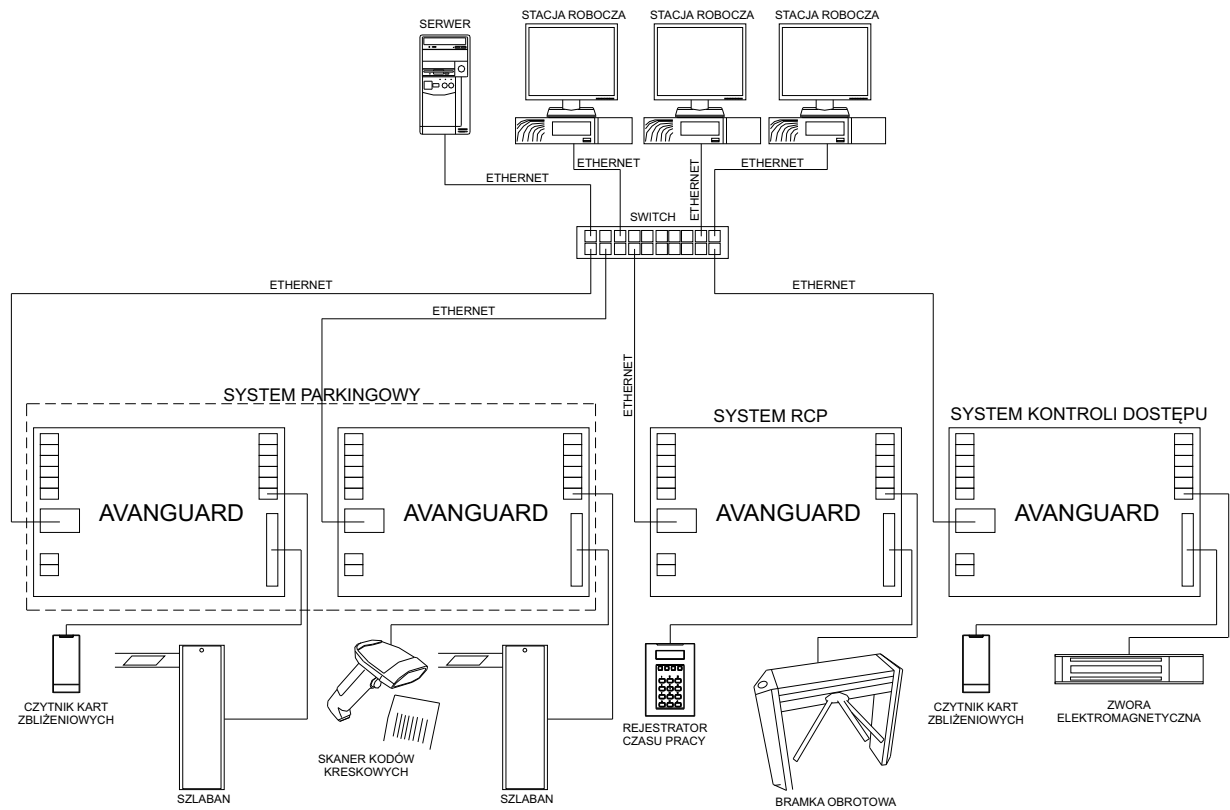 SERWER
STACJA ROBOCZA
STACJA ROBOCZA
STACJA ROBOCZA
ETHERNET
ETHERNET
ETHERNET
ETHERNET
SWITCH
ETHERNET
ETHERNET
ETHERNET
ETHERNET
SYSTEM PARKINGOWY
SYSTEM RCP
SYSTEM KONTROLI DOSTĘPU
AVANGUARD
AVANGUARD
AVANGUARD
AVANGUARD
CZYTNIK KART
ZBLIŻENIOWYCH
SZLABAN
SKANER KODÓW
KRESKOWYCH
SZLABAN
REJESTRATOR
CZASU PRACY
BRAMKA OBROTOWA
CZYTNIK KART
ZBLIŻENIOWYCH
ZWORA
ELEKTROMAGNETYCZNA